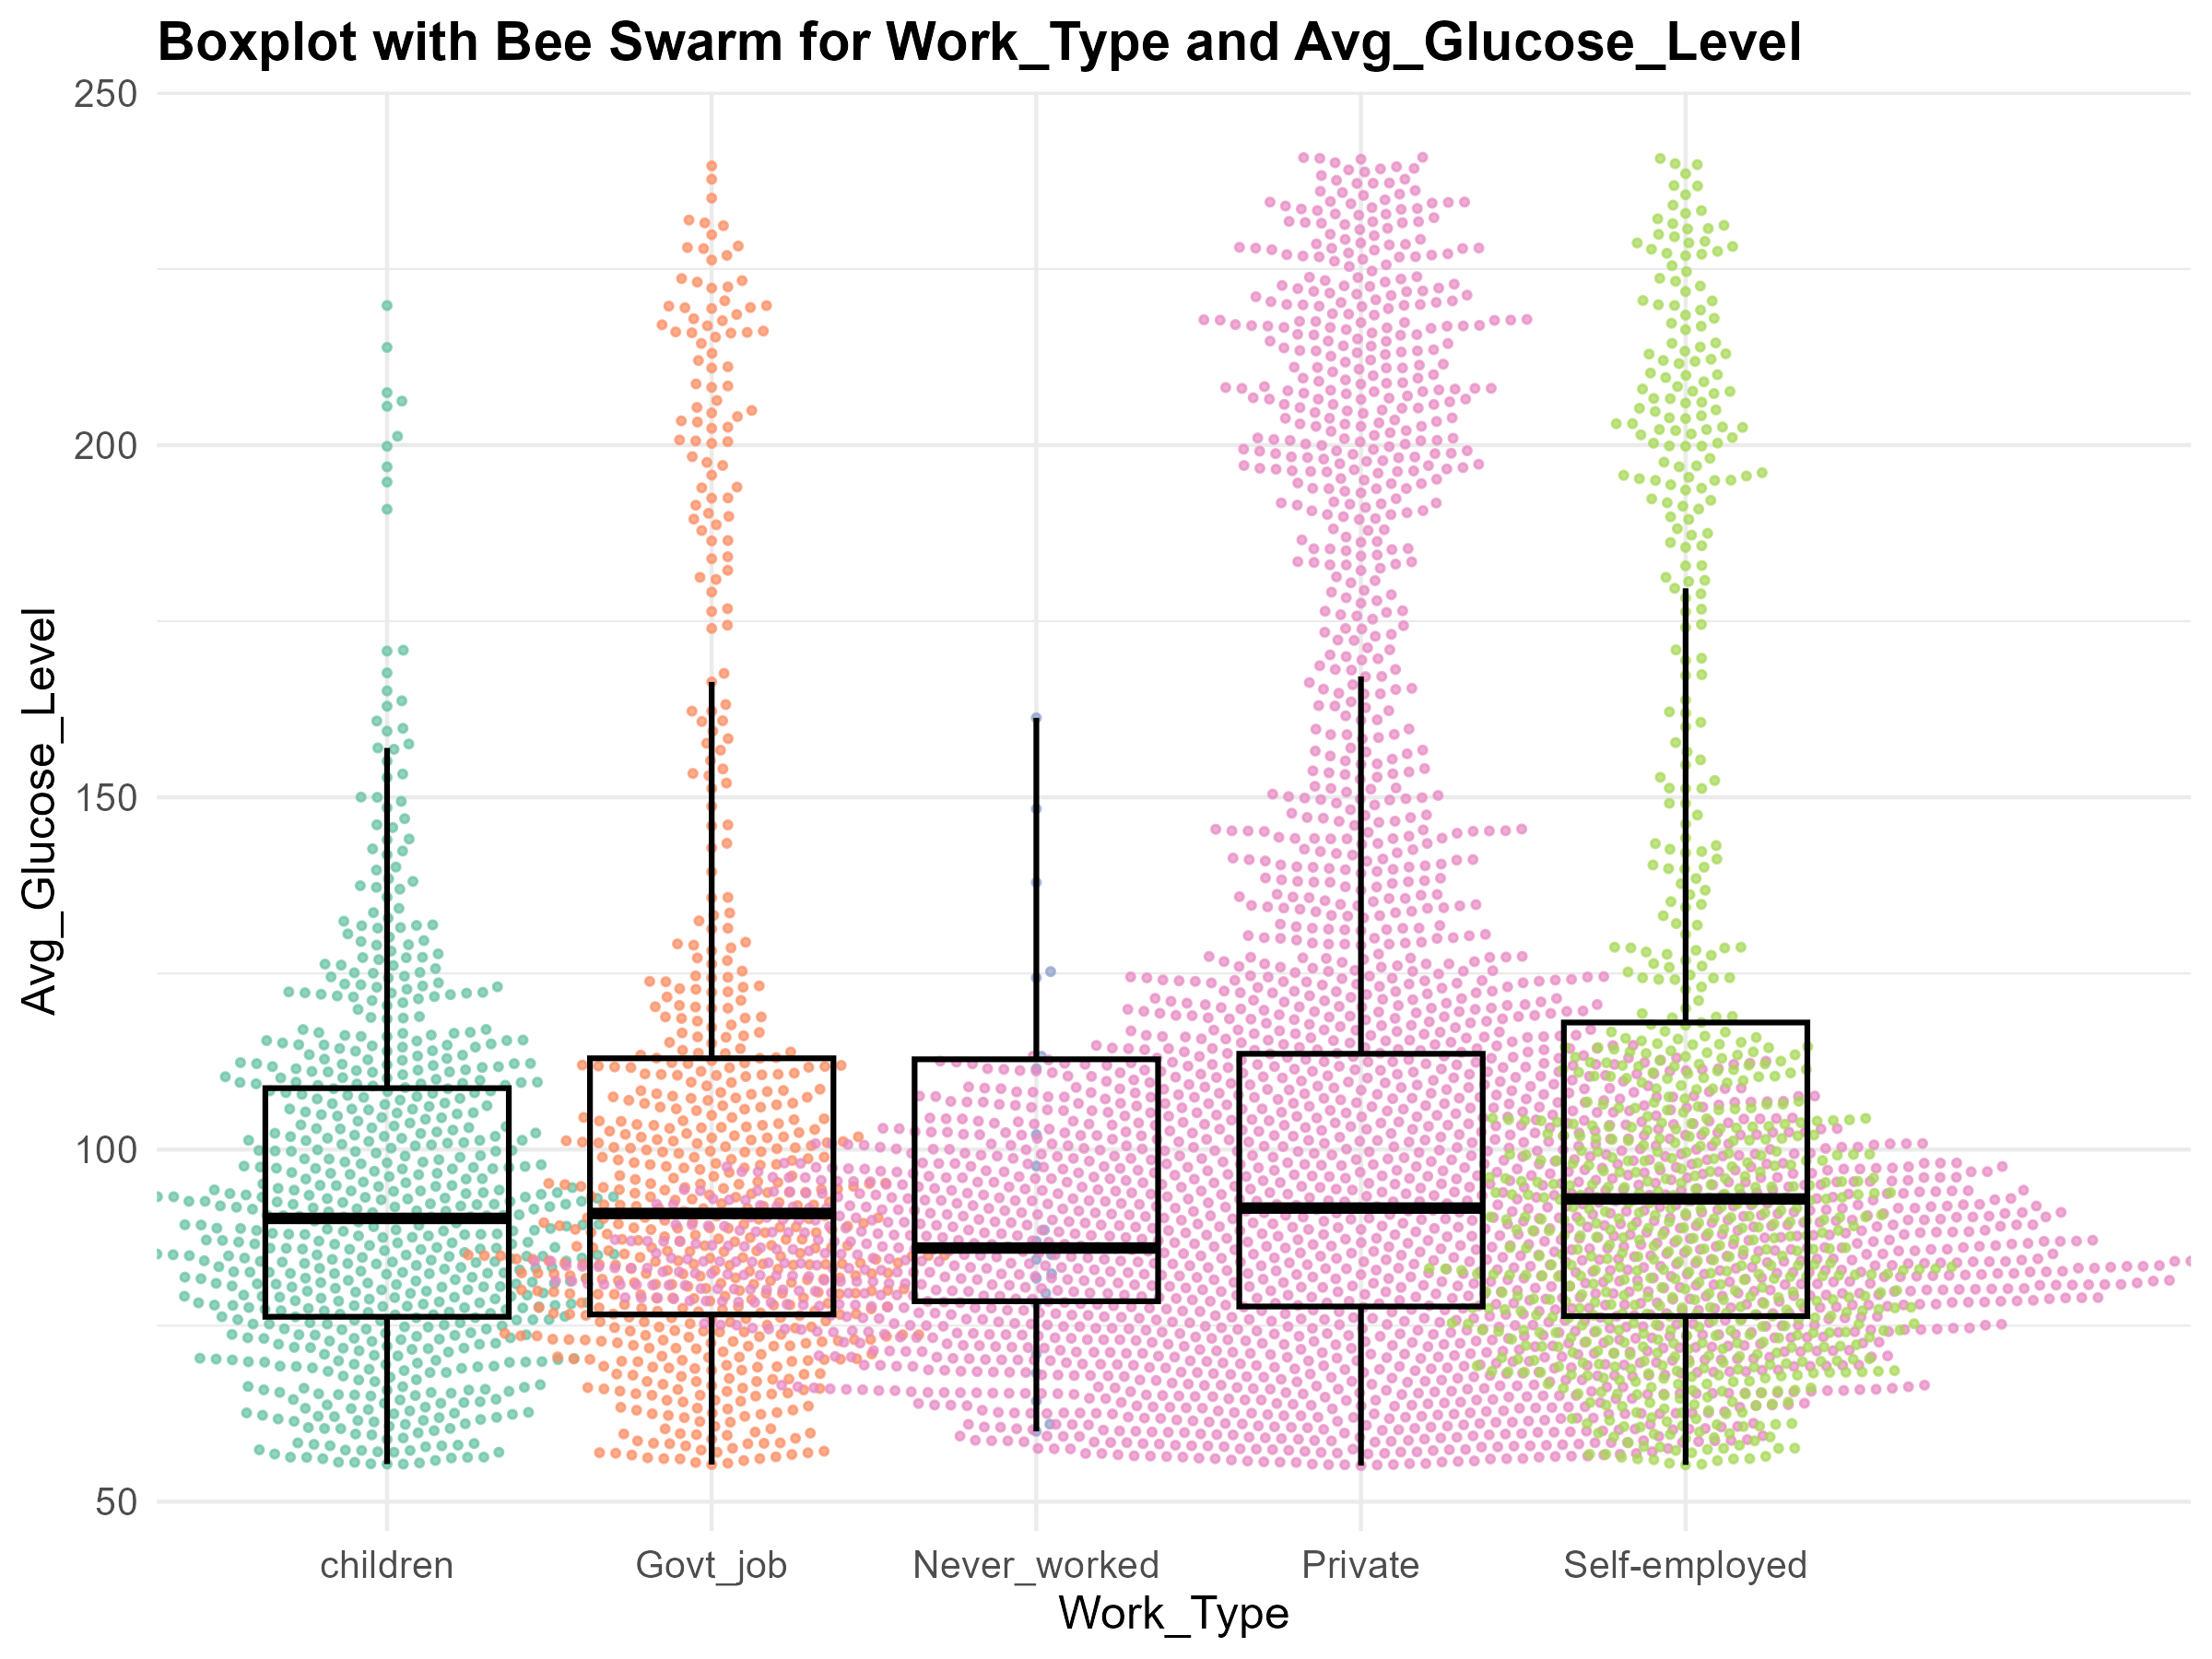 Boxplot with Bee Swarm for Work_Type and Avg_Glucose_Level
250
200
150
100
50
Avg_Glucose_Level
children
Govt_job
Never_worked
Private
Self-employed
Work_Type